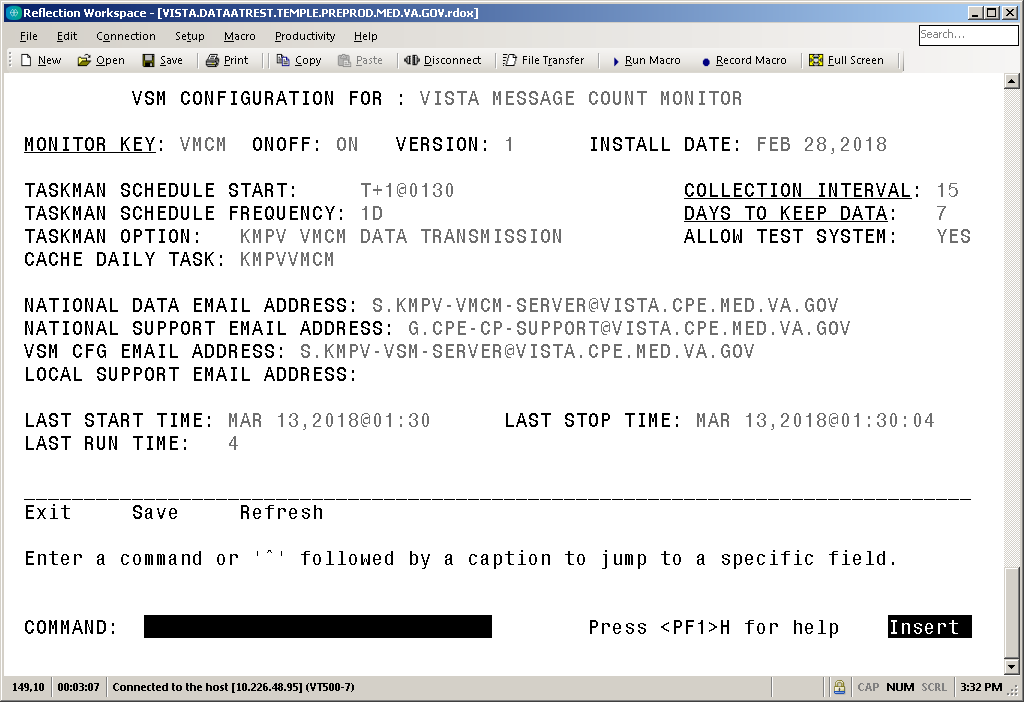 Reflection Workspace - [VISTA.DATAATREST.TEMPLE.PREPROD.MED.VA.GOV.rdox]
File Edit Connection Setup Macro Productivity Help Search...
New Open Save Print Copy Paste Disconnect File Transfer Run Macro Record Macro Full Screen
VSM CONFIGURATION FOR : VISTA MESSAGE COUNT MONITOR
MONITOR KEY: VMCM ONOFF: ON VERSION: 1 INSTALL DATE: FEB 28,2018
TASKMAN SCHEDULE START: T+1@0130 COLLECTION INTERVAL: 15
TASKMAN SCHEDULE FREQUENCY: 1D DAYS TO KEEP DATA: 7
TASKMAN OPTION: KMPV VMCM DATA TRANSMISSION ALLOW TEST SYSTEM: YES
CACHE DAILY TASK: KMPVVMCM
NATIONAL DATA EMAIL ADDRESS: S.KMPV-VMCM-SERVER@VISTA.CPE.MED.VA.GOV
NATIONAL SUPPORT EMAIL ADDRESS: G.CPE-CP-SUPPORT@VISTA.CPE.MED.VA.GOV
VSM CFG EMAIL ADDRESS: S.KMPV-VSM-SERVER@VISTA.CPE.MED.VA.GOV
LOCAL SUPPORT EMAIL ADDRESS:
LAST START TIME: MAR 13,2018@01:30 LAST STOP TIME: MAR 13,2018@01:30:04
LAST RUN TIME: 4
Exit Save Refresh
Enter a command or '^' followed by a caption to jump to a specific field.
COMMAND: Press <PF1>H for help Insert
149,10 00:03:07 Connected to the host [10.226.48.95] (VT500-7) CAP NUM SCRL 3:32 PM